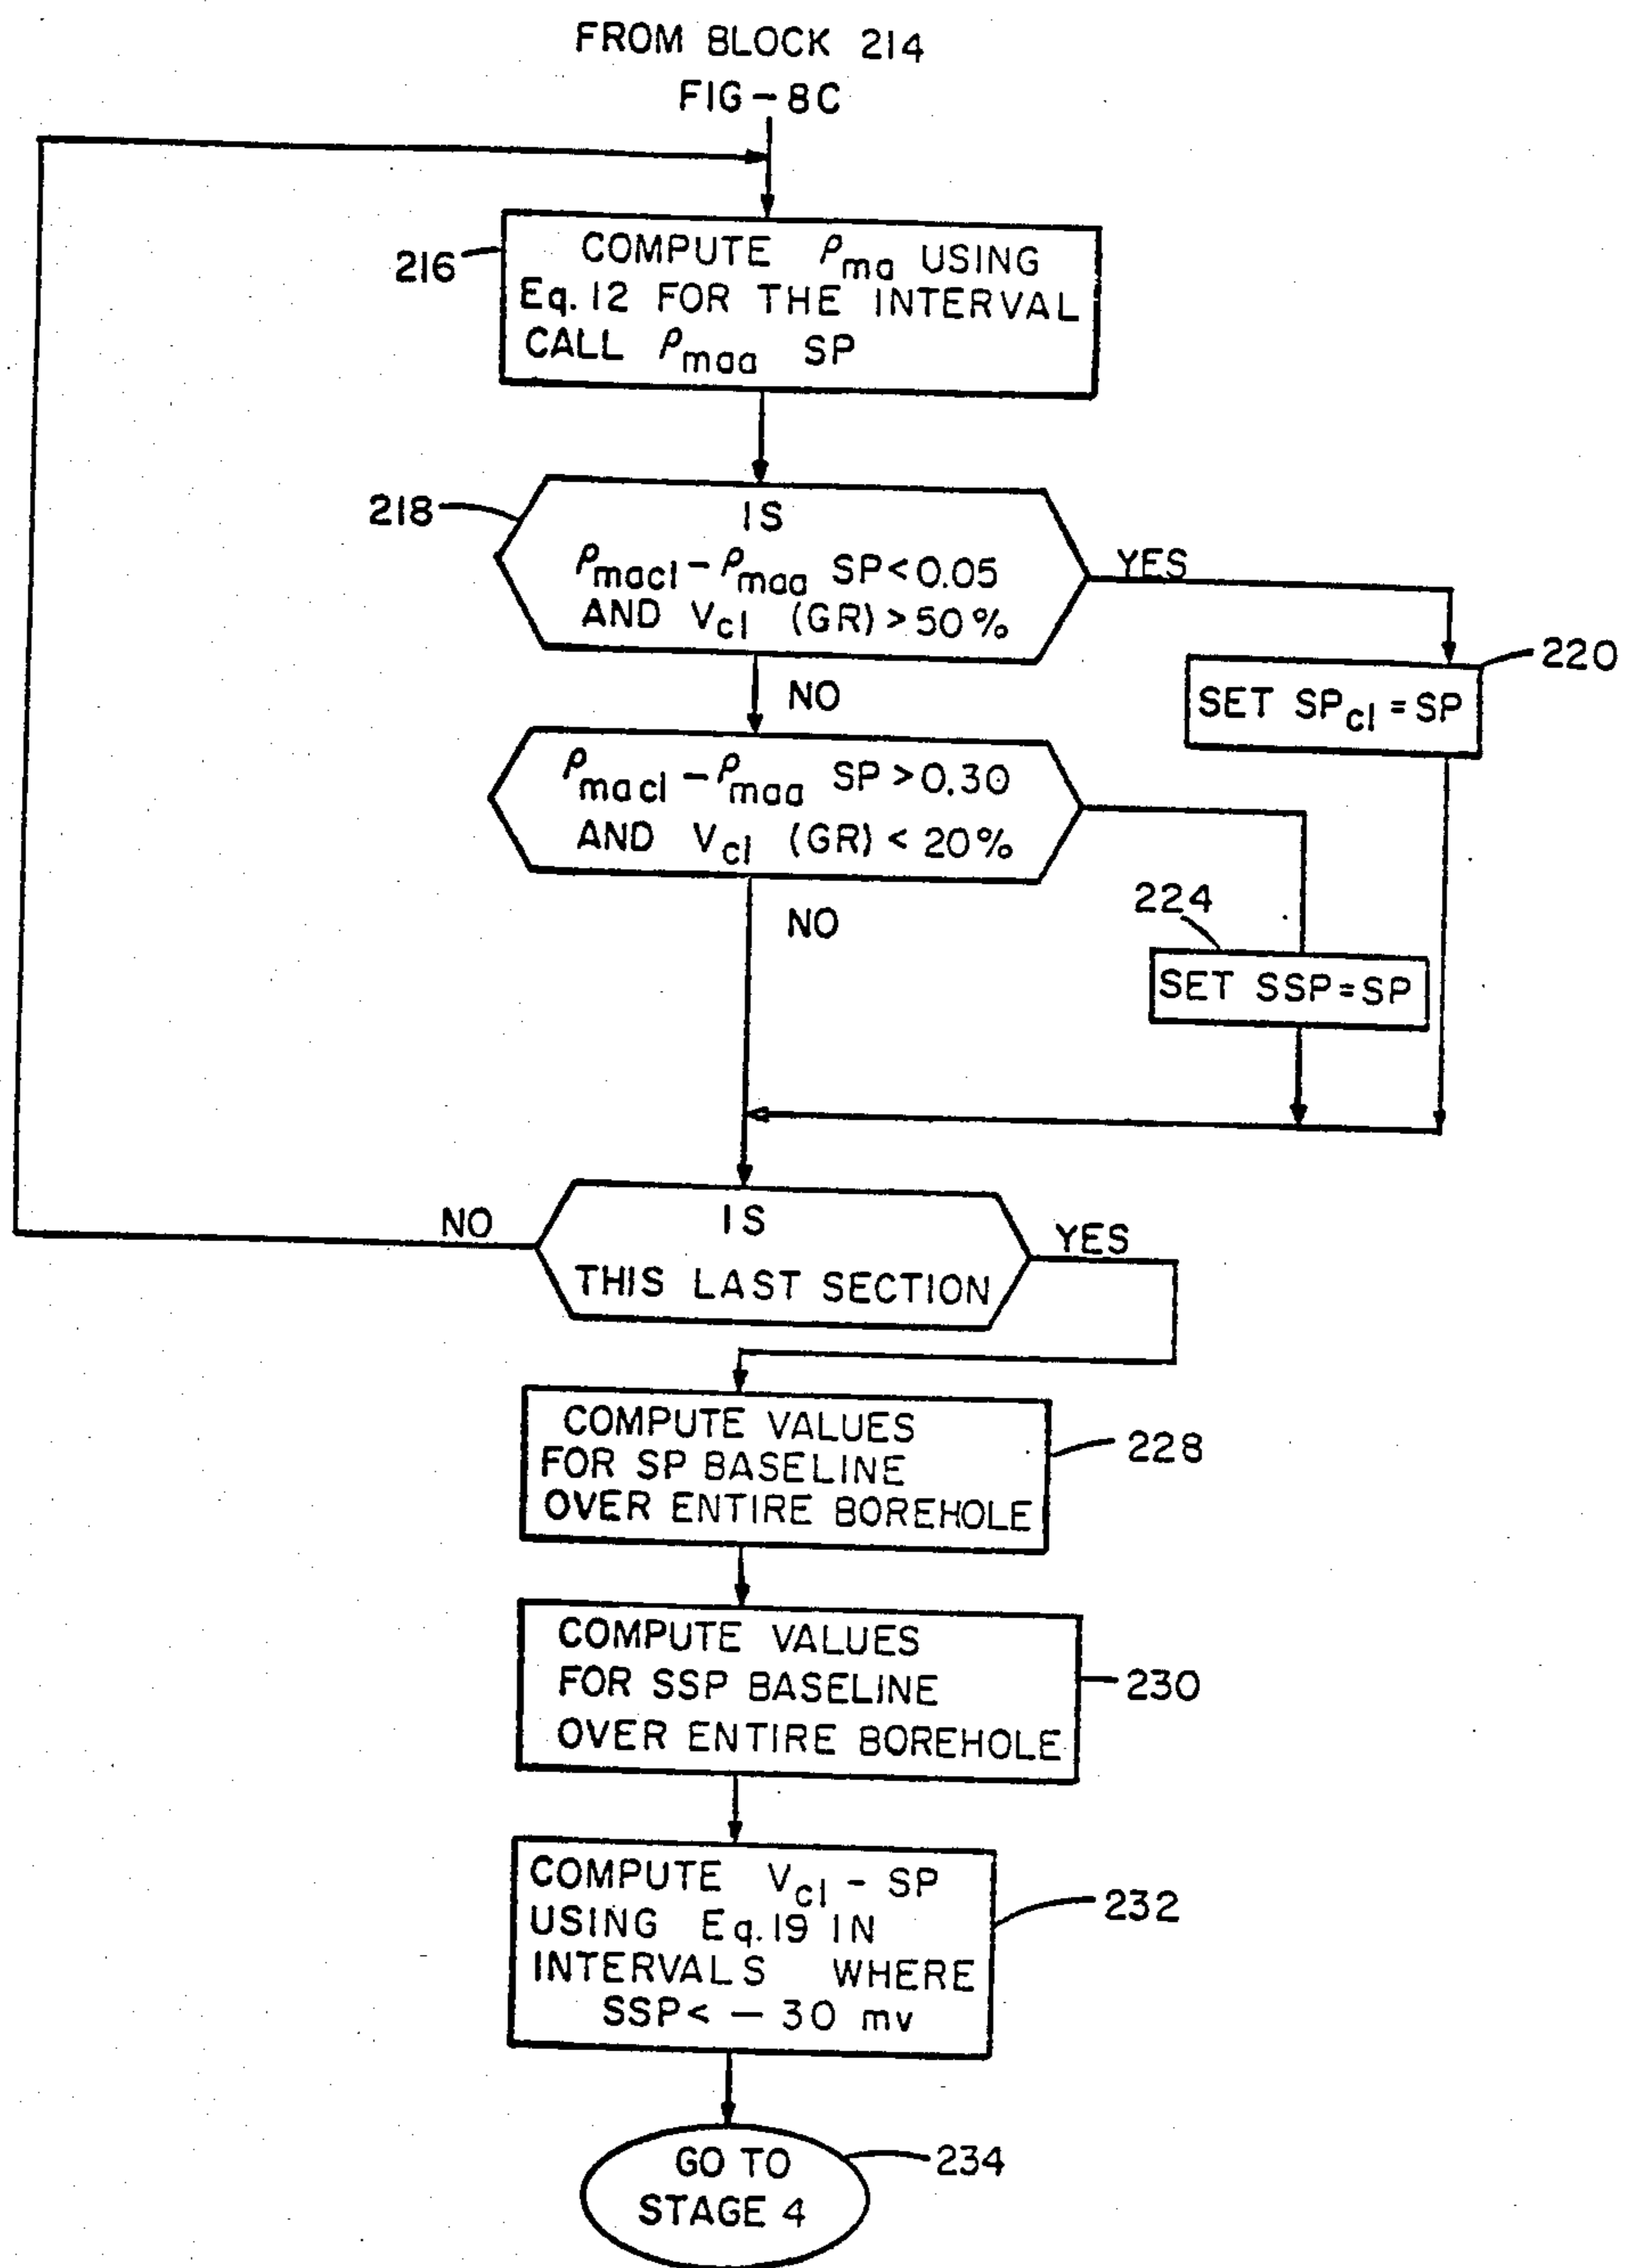 FROM BLOCK 214
FIG-8C
216
COMPUTE ρma USING
Eq. 12 FOR THE INTERVAL
CALL ρmaa SP
218
IS
ρmacl - ρmaa SP < 0.05
AND Vcl (GR) > 50%
YES
220
SET SPcl = SP
NO
ρmacl - ρmaa SP > 0.30
AND Vcl (GR) < 20%
NO
224
SET SSP = SP
NO
IS
THIS LAST SECTION
YES
COMPUTE VALUES
FOR SP BASELINE
OVER ENTIRE BOREHOLE
228
COMPUTE VALUES
FOR SSP BASELINE
OVER ENTIRE BOREHOLE
230
COMPUTE Vcl - SP
USING Eq. 19 IN
INTERVALS WHERE
SSP < - 30 mv
232
GO TO
STAGE 4
234